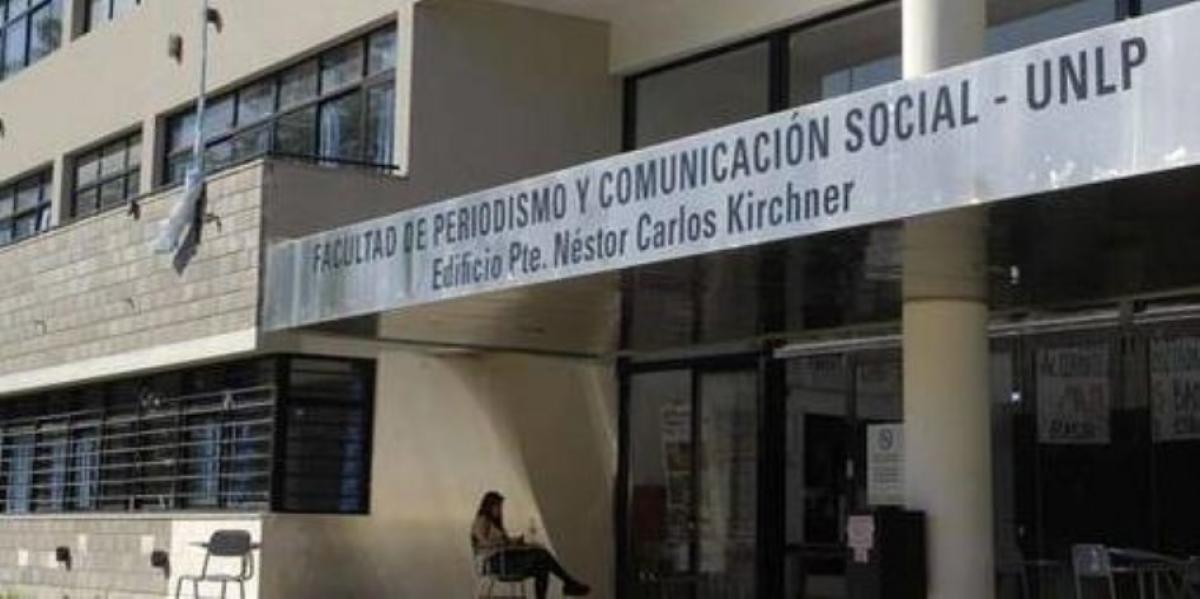 FACULTAD DE PERIODISMO Y COMUNICACIÓN SOCIAL - UNLP
Edificio Pte. Néstor Carlos Kirchner